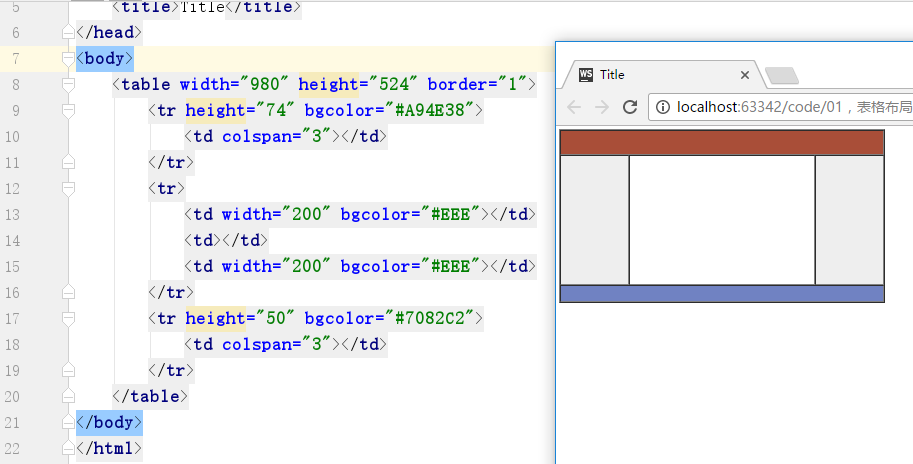 5 <title>Title</title>
6 </head>
7 <body>
8 <table width="980" height="524" border="1">
9 <tr height="74" bgcolor="#A94E38">
10 <td colspan="3"></td>
11 </tr>
12 <tr>
13 <td width="200" bgcolor="#EEE"></td>
14 <td></td>
15 <td width="200" bgcolor="#EEE"></td>
16 </tr>
17 <tr height="50" bgcolor="#7082C2">
18 <td colspan="3"></td>
19 </tr>
20 </table>
21 </body>
22 </html>
WS Title
localhost:63342/code/01，表格布局